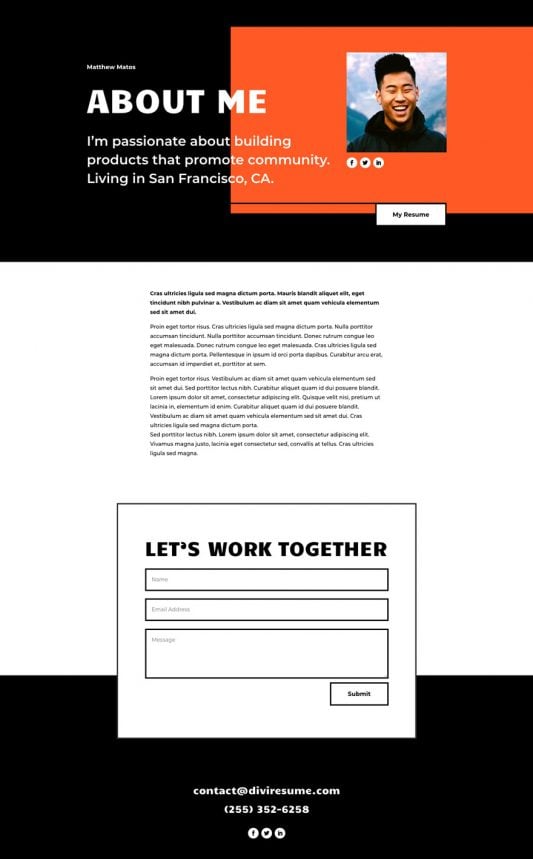 Matthew Matos
ABOUT ME
I'm passionate about building
products that promote community.
Living in San Francisco, CA.
My Resume
Cras ultricies ligula sed magna dictum porta. Mauris blandit aliquet elit, eget
tincidunt nibh pulvinar a. Vestibulum ac diam sit amet quam vehicula elementum
sed sit amet dui.
Proin eget tortor risus. Cras ultricies ligula sed magna dictum porta. Nulla porttitor
accumsan tincidunt. Nulla porttitor accumsan tincidunt. Donec rutrum congue leo
eget malesuada. Donec rutrum congue leo eget malesuada. Cras ultricies ligula sed
magna dictum porta. Pellentesque in ipsum id orci porta dapibus. Curabitur arcu erat,
accumsan id imperdiet et, porttitor at sem.
Proin eget tortor risus. Vestibulum ac diam sit amet quam vehicula elementum sed
sit amet dui. Sed porttitor lectus nibh. Curabitur aliquet quam id dui posuere blandit.
Lorem ipsum dolor sit amet, consectetur adipiscing elit. Quisque velit nisi, pretium ut
lacinia in, elementum id enim. Curabitur aliquet quam id dui posuere blandit.
Vestibulum ac diam sit amet quam vehicula elementum sed sit amet dui. Cras
ultricies ligula sed magna dictum porta.
Sed porttitor lectus nibh. Lorem ipsum dolor sit amet, consectetur adipiscing elit.
Vivamus magna justo, lacinia eget consectetur sed, convallis at tellus. Cras ultricies
ligula sed magna.
LET'S WORK TOGETHER
Name
Email Address
Message
Submit
contact@diviresume.com
(255) 352-6258